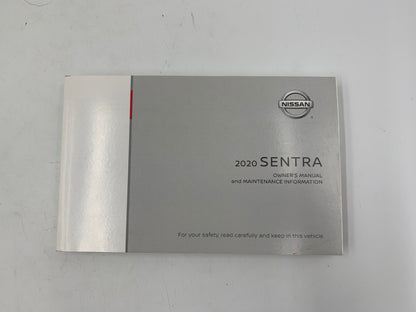 NISSAN
2020 SENTRA
OWNER'S MANUAL
and MAINTENANCE INFORMATION
For your safety, read carefully and keep in this vehicle.